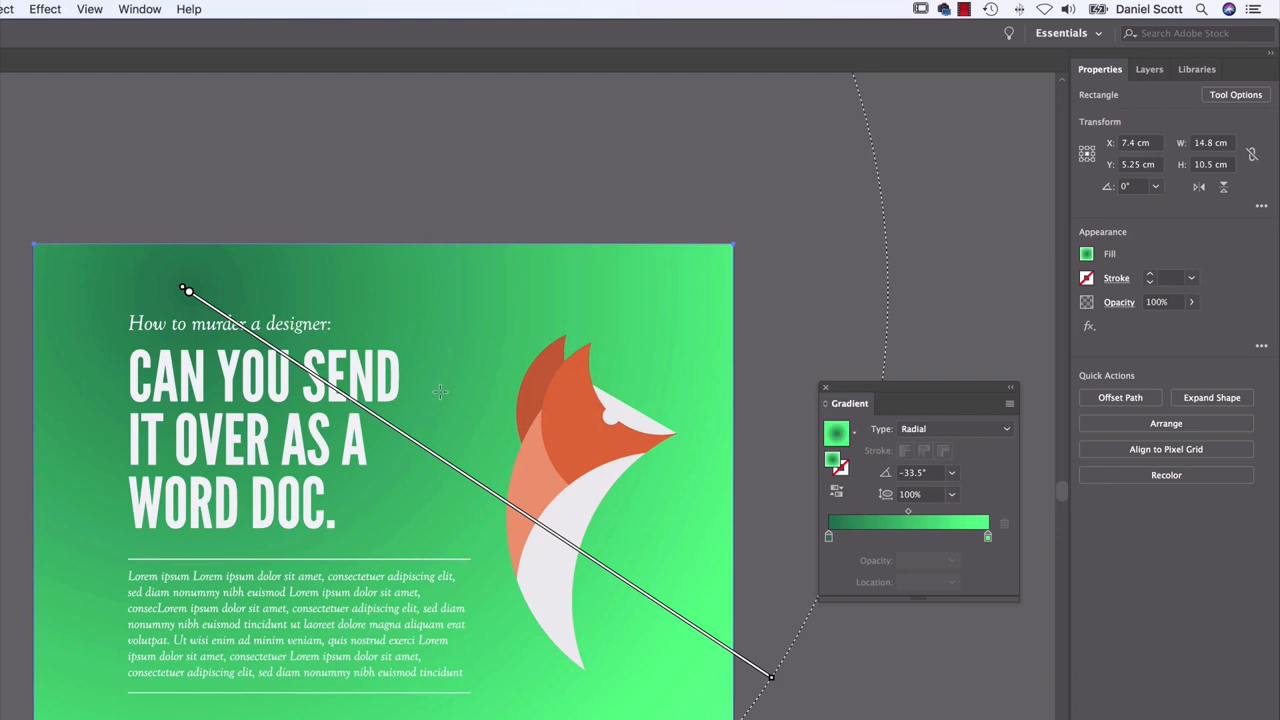 ect Effect View Window Help Daniel Scott
Essentials Search Adobe Stock
Properties Layers Libraries
Rectangle Tool Options
Transform
X: 7.4 cm W: 14.8 cm
Y: 5.25 cm H: 10.5 cm
0°
Appearance
Fill
Stroke
Opacity 100%
fx.
Quick Actions
Offset Path Expand Shape
Arrange
Align to Pixel Grid
Recolor
How to murder a designer:
CAN YOU SEND
IT OVER AS A
WORD DOC.
Lorem ipsum Lorem ipsum dolor sit amet, consectetuer adipiscing elit,
sed diam nonummy nibh euismod Lorem ipsum dolor sit amet,
consecLorem ipsum dolor sit amet, consectetuer adipiscing elit, sed diam
nonummy nibh euismod tincidunt ut laoreet dolore magna aliquam erat
volutpat. Ut wisi enim ad minim veniam, quis nostrud exerci Lorem
ipsum dolor sit amet, consectetuer adipiscing elit, sed diam nonummy
consectetuer adipiscing elit, sed diam nonummy nibh euismod tincidunt
Gradient
Type: Radial
Stroke:
-33.5°
100%
Opacity:
Location: